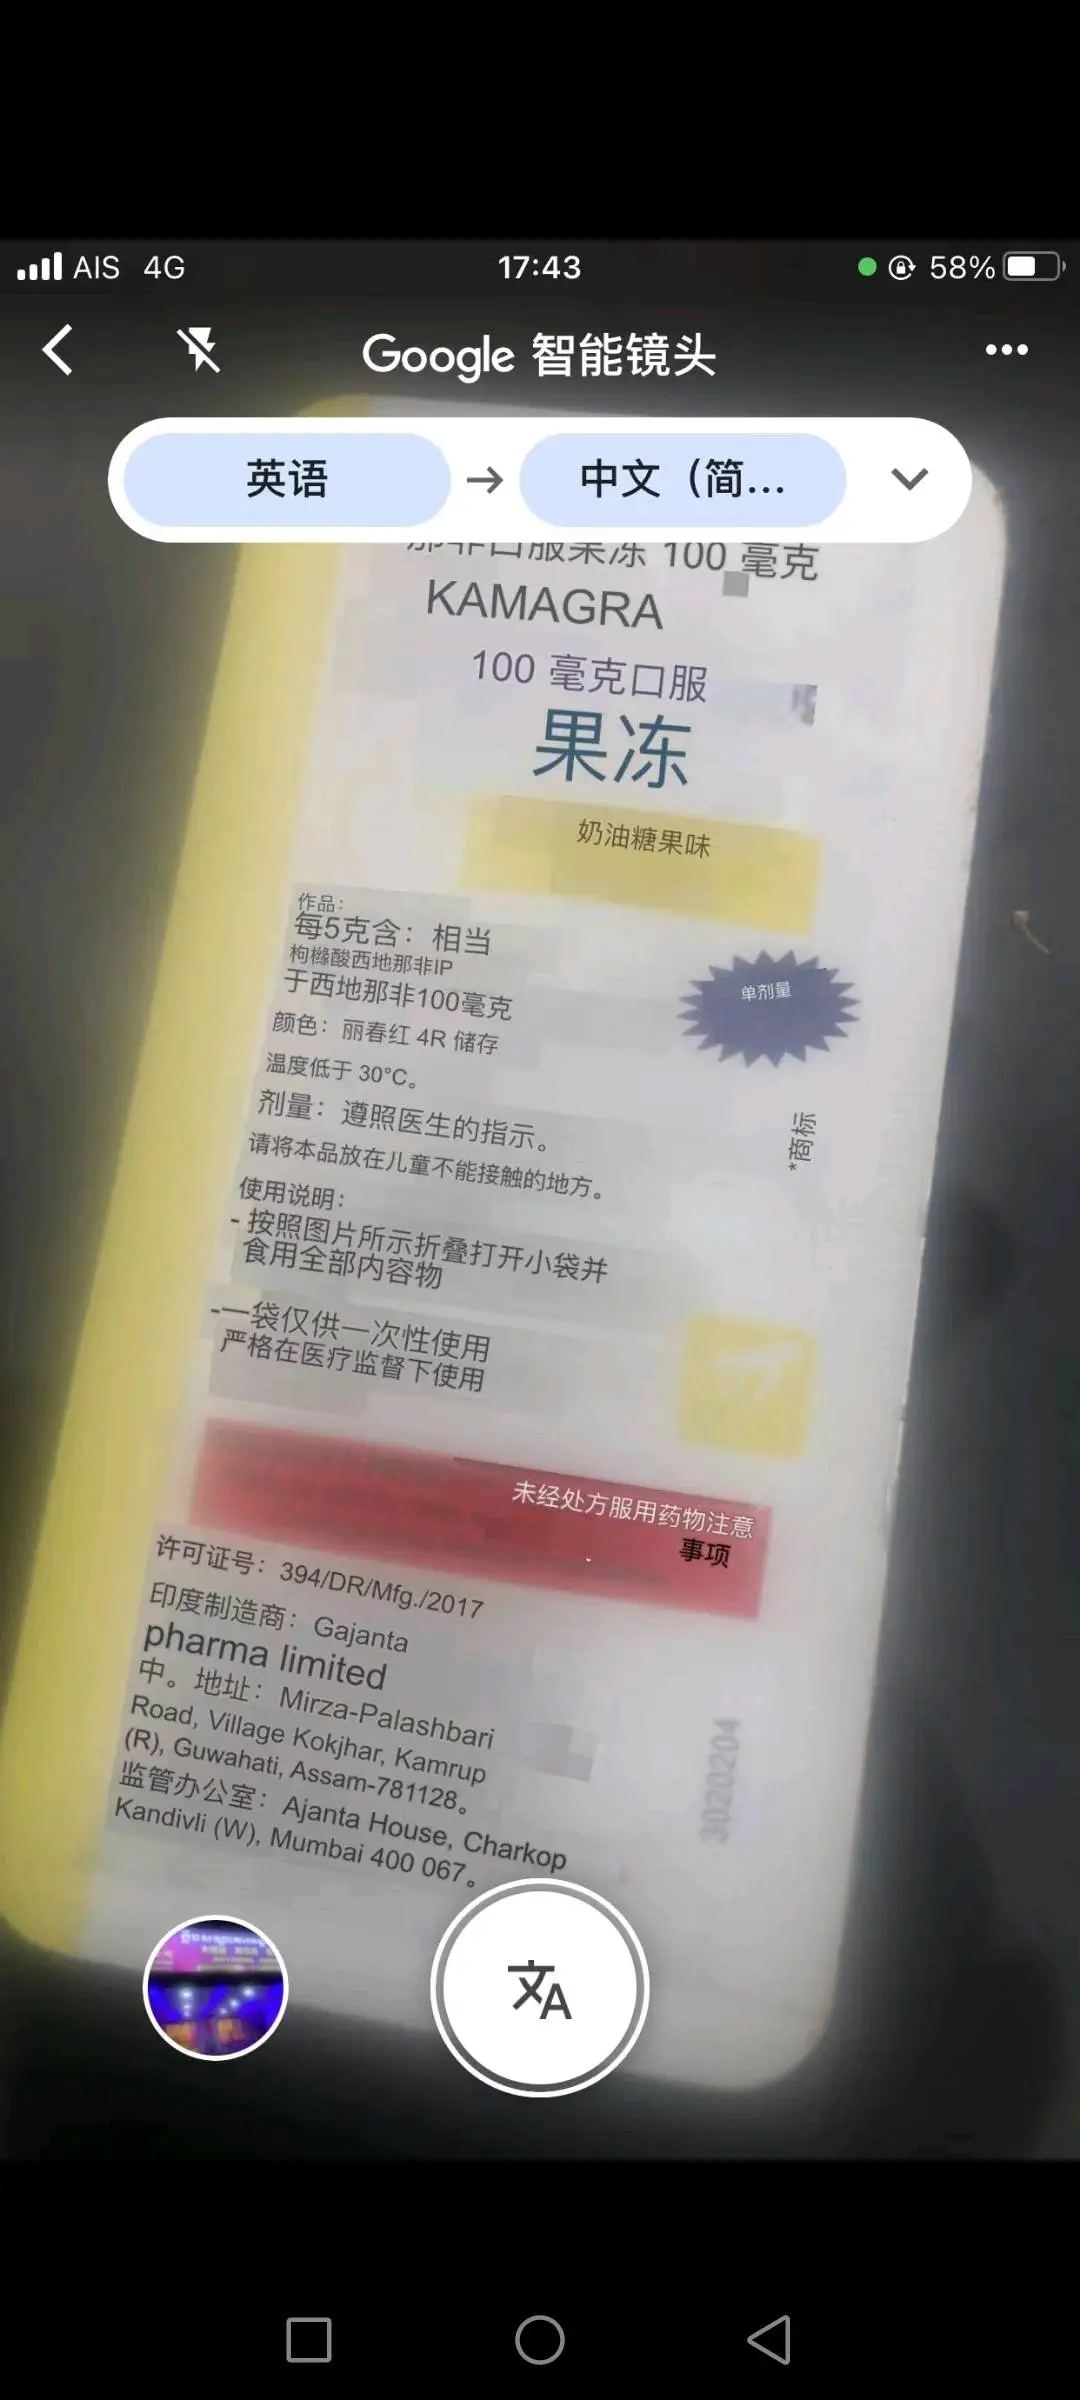 AIS 4G 17:43 58%
Google 智能镜头
英语 → 中文（简...
那非口服果冻 100 毫克
KAMAGRA
100 毫克口服
果冻
奶油糖果味
作品：
每5克含：相当
枸橼酸西地那非IP
于西地那非100毫克
颜色：丽春红 4R 储存
温度低于 30°C。
剂量：遵照医生的指示。
请将本品放在儿童不能接触的地方。
单剂量
*商标
使用说明：
- 按照图片所示折叠打开小袋并
食用全部内容物
-一袋仅供一次性使用
严格在医疗监督下使用
未经处方服用药物注意
事项
许可证号：394/DR/Mfg./2017
印度制造商：Gajanta
pharma limited
中。地址：Mirza-Palashbari
Road, Village Kokjhar, Kamrup
(R), Guwahati, Assam-781128。
监管办公室：Ajanta House, Charkop
Kandivli (W), Mumbai 400 067。
3020204